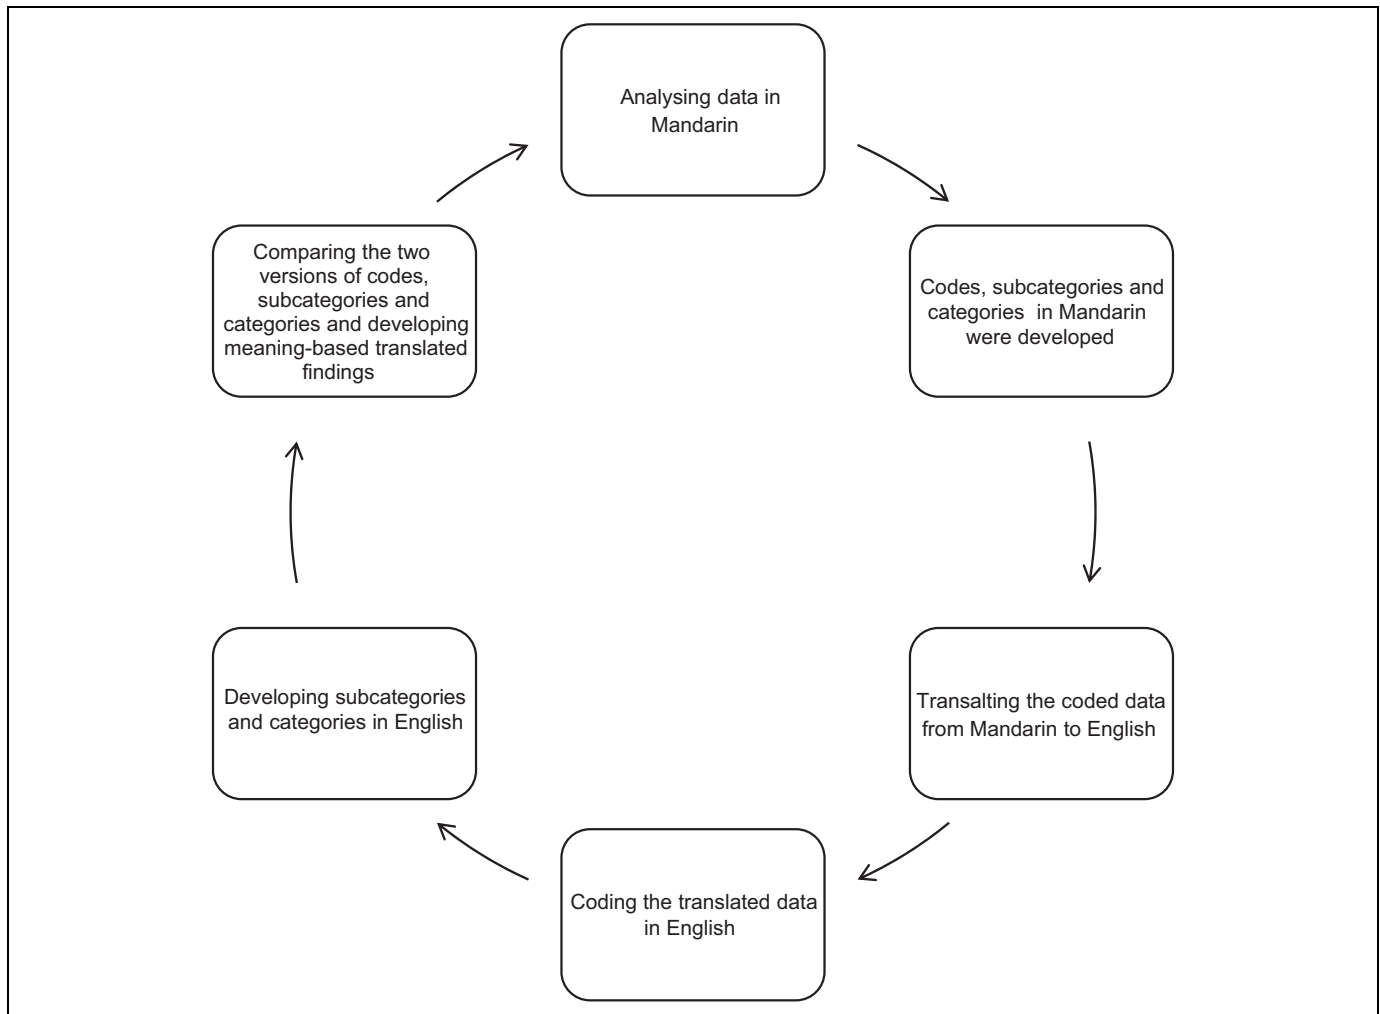 Analysing data in
Mandarin
Codes, subcategories and
categories in Mandarin
were developed
Transalting the coded data
from Mandarin to English
Coding the translated data
in English
Developing subcategories
and categories in English
Comparing the two
versions of codes,
subcategories and
categories and developing
meaning-based translated
findings